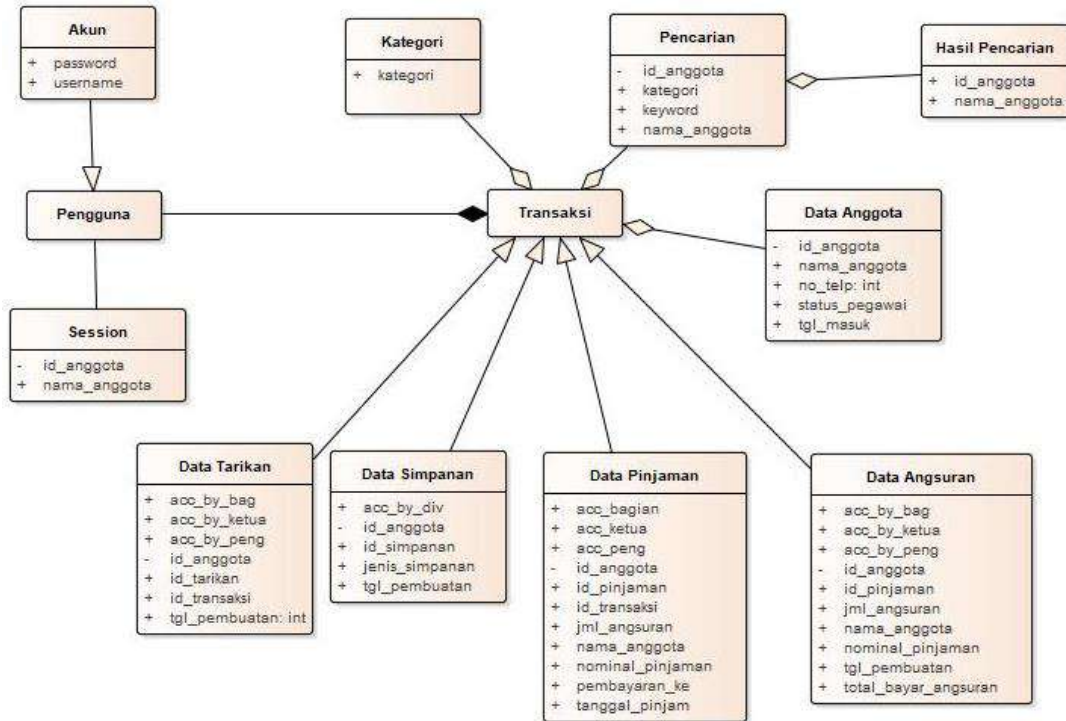 Akun
+ password
+ username
Kategori
+ kategori
Pencarian
- id_anggota
+ kategori
+ keyword
+ nama_anggota
Hasil Pencarian
+ id_anggota
+ nama_anggota
Pengguna
Transaksi
Data Anggota
- id_anggota
+ nama_anggota
+ no_telp: int
+ status_pegawai
+ tgl_masuk
Session
- id_anggota
+ nama_anggota
Data Tarikan
+ acc_by_bag
+ acc_by_ketua
+ acc_by_peng
- id_anggota
+ id_tarikan
+ id_transaksi
+ tgl_pembuatan: int
Data Simpanan
+ acc_by_div
- id_anggota
+ id_simpanan
+ jenis_simpanan
+ tgl_pembuatan
Data Pinjaman
+ acc_bagian
+ acc_ketua
+ acc_peng
- id_anggota
+ id_pinjaman
+ id_transaksi
+ jml_angsuran
+ nama_anggota
+ nominal_pinjaman
+ pembayaran_ke
+ tanggal_pinjam
Data Angsuran
+ acc_by_bag
+ acc_by_ketua
+ acc_by_peng
- id_anggota
+ id_pinjaman
+ jml_angsuran
+ nama_anggota
+ nominal_pinjaman
+ tgl_pembuatan
+ total_bayar_angsuran